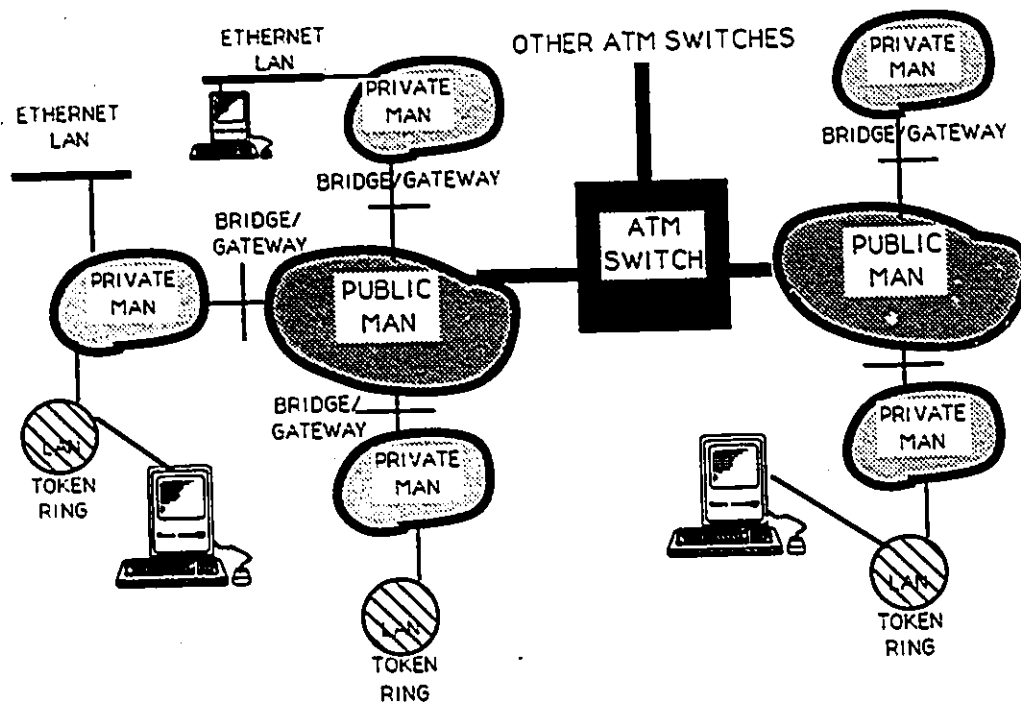 ETHERNET
LAN
OTHER ATM SWITCHES
PRIVATE
MAN
PRIVATE
MAN
ETHERNET
LAN
BRIDGE/GATEWAY
BRIDGE/GATEWAY
BRIDGE/
GATEWAY
ATM
SWITCH
PUBLIC
MAN
PRIVATE
MAN
PUBLIC
MAN
BRIDGE/
GATEWAY
PRIVATE
MAN
PRIVATE
MAN
LAN
TOKEN
RING
LAN
TOKEN
RING
LAN
TOKEN
RING